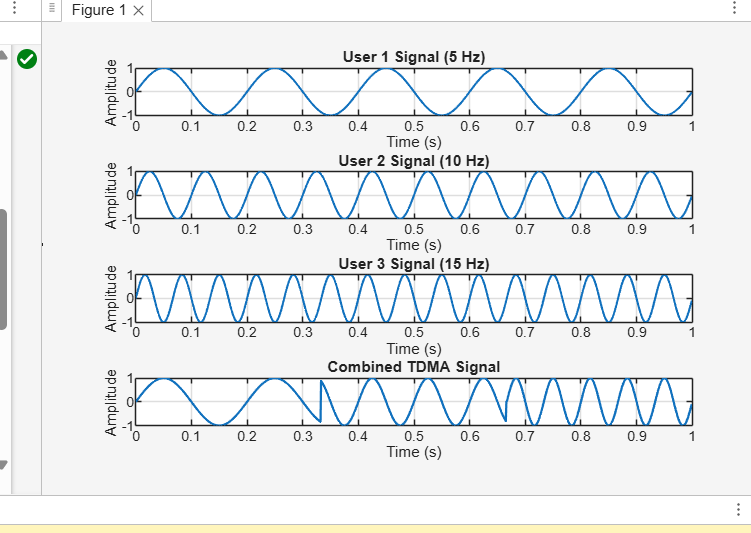 Figure 1
User 1 Signal (5 Hz)
Amplitude
1
0
-1
0 0.1 0.2 0.3 0.4 0.5 0.6 0.7 0.8 0.9 1
Time (s)
User 2 Signal (10 Hz)
Amplitude
1
0
-1
0 0.1 0.2 0.3 0.4 0.5 0.6 0.7 0.8 0.9 1
Time (s)
User 3 Signal (15 Hz)
Amplitude
1
0
-1
0 0.1 0.2 0.3 0.4 0.5 0.6 0.7 0.8 0.9 1
Time (s)
Combined TDMA Signal
Amplitude
1
0
-1
0 0.1 0.2 0.3 0.4 0.5 0.6 0.7 0.8 0.9 1
Time (s)